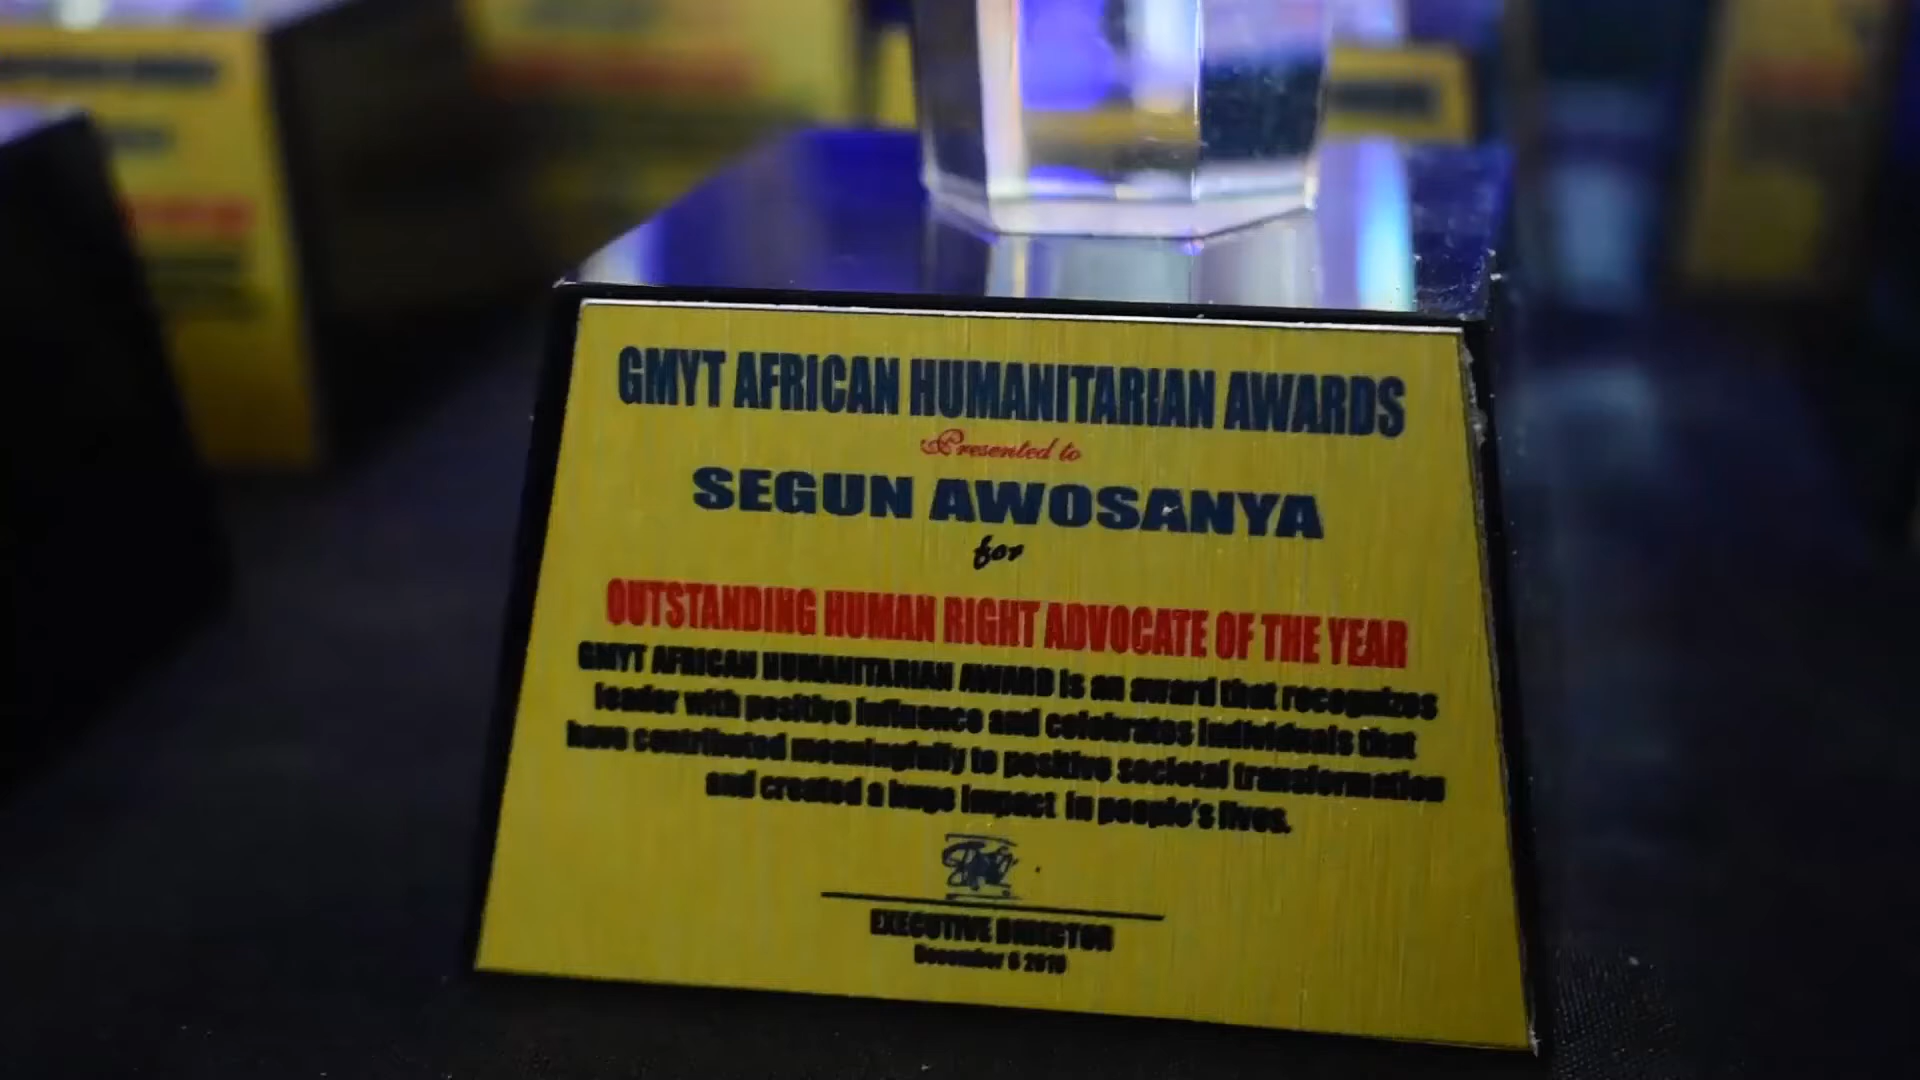 GMYT AFRICAN HUMANITARIAN AWARDS
Presented to
SEGUN AWOSANYA
for
OUTSTANDING HUMAN RIGHT ADVOCATE OF THE YEAR
GMYT AFRICAN HUMANITARIAN AWARD is an award that recognizes
leader with positive influence and celebrates individuals that
have contributed meaningfully to positive societal transformation
and created a huge impact in people's lives.
EXECUTIVE DIRECTOR
December 6